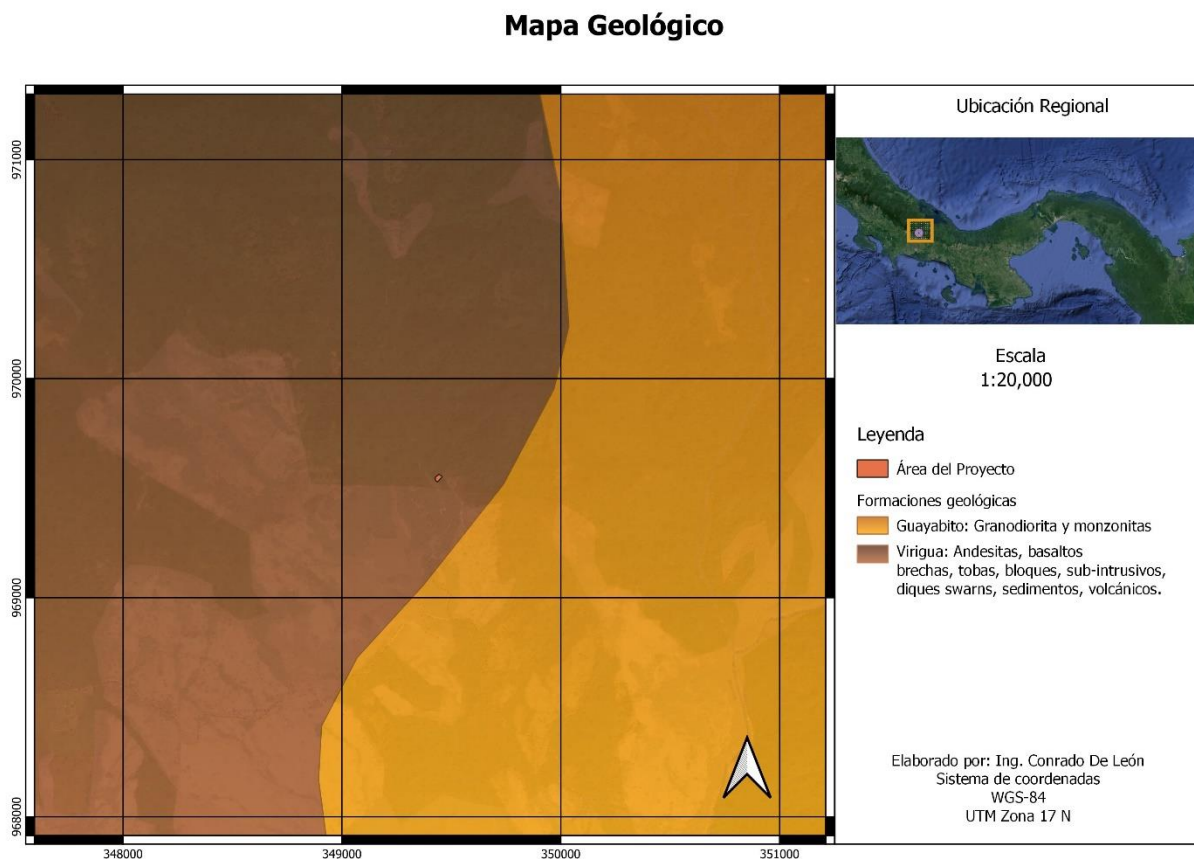 Mapa Geológico
971000
970000
969000
968000
348000
349000
350000
351000
Ubicación Regional
Escala
1:20,000
Leyenda
Área del Proyecto
Formaciones geológicas
Guayabito: Granodiorita y monzonitas
Virigua: Andesitas, basaltos
brechas, tobas, bloques, sub-intrusivos,
diques swarns, sedimentos, volcánicos.
Elaborado por: Ing. Conrado De León
Sistema de coordenadas
WGS-84
UTM Zona 17 N